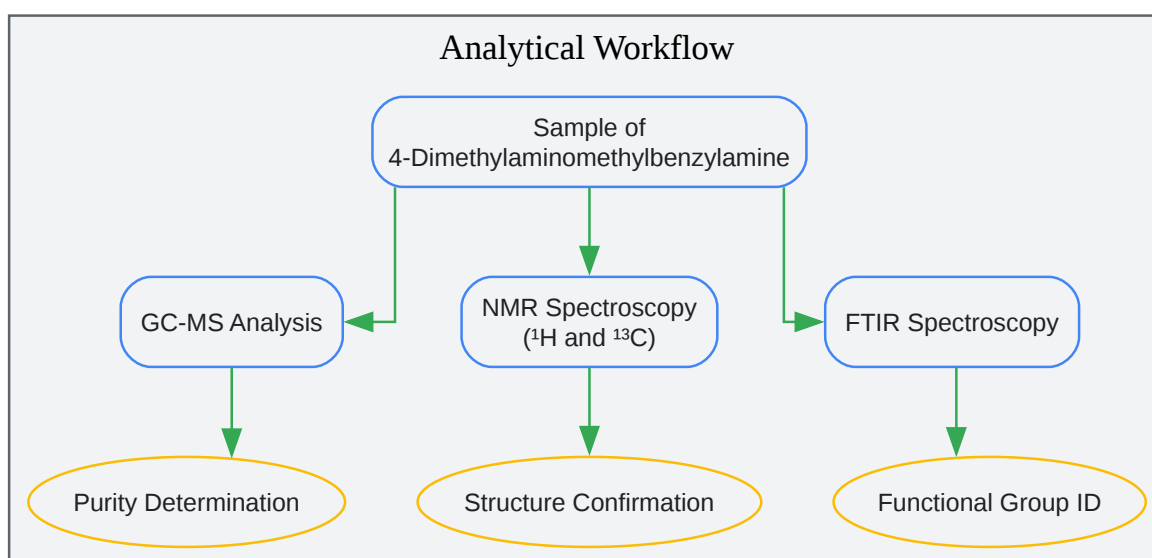 Analytical Workflow
Sample of
4-Dimethylaminomethylbenzylamine
GC-MS Analysis
NMR Spectroscopy
(¹H and ¹³C)
FTIR Spectroscopy
Purity Determination
Structure Confirmation
Functional Group ID